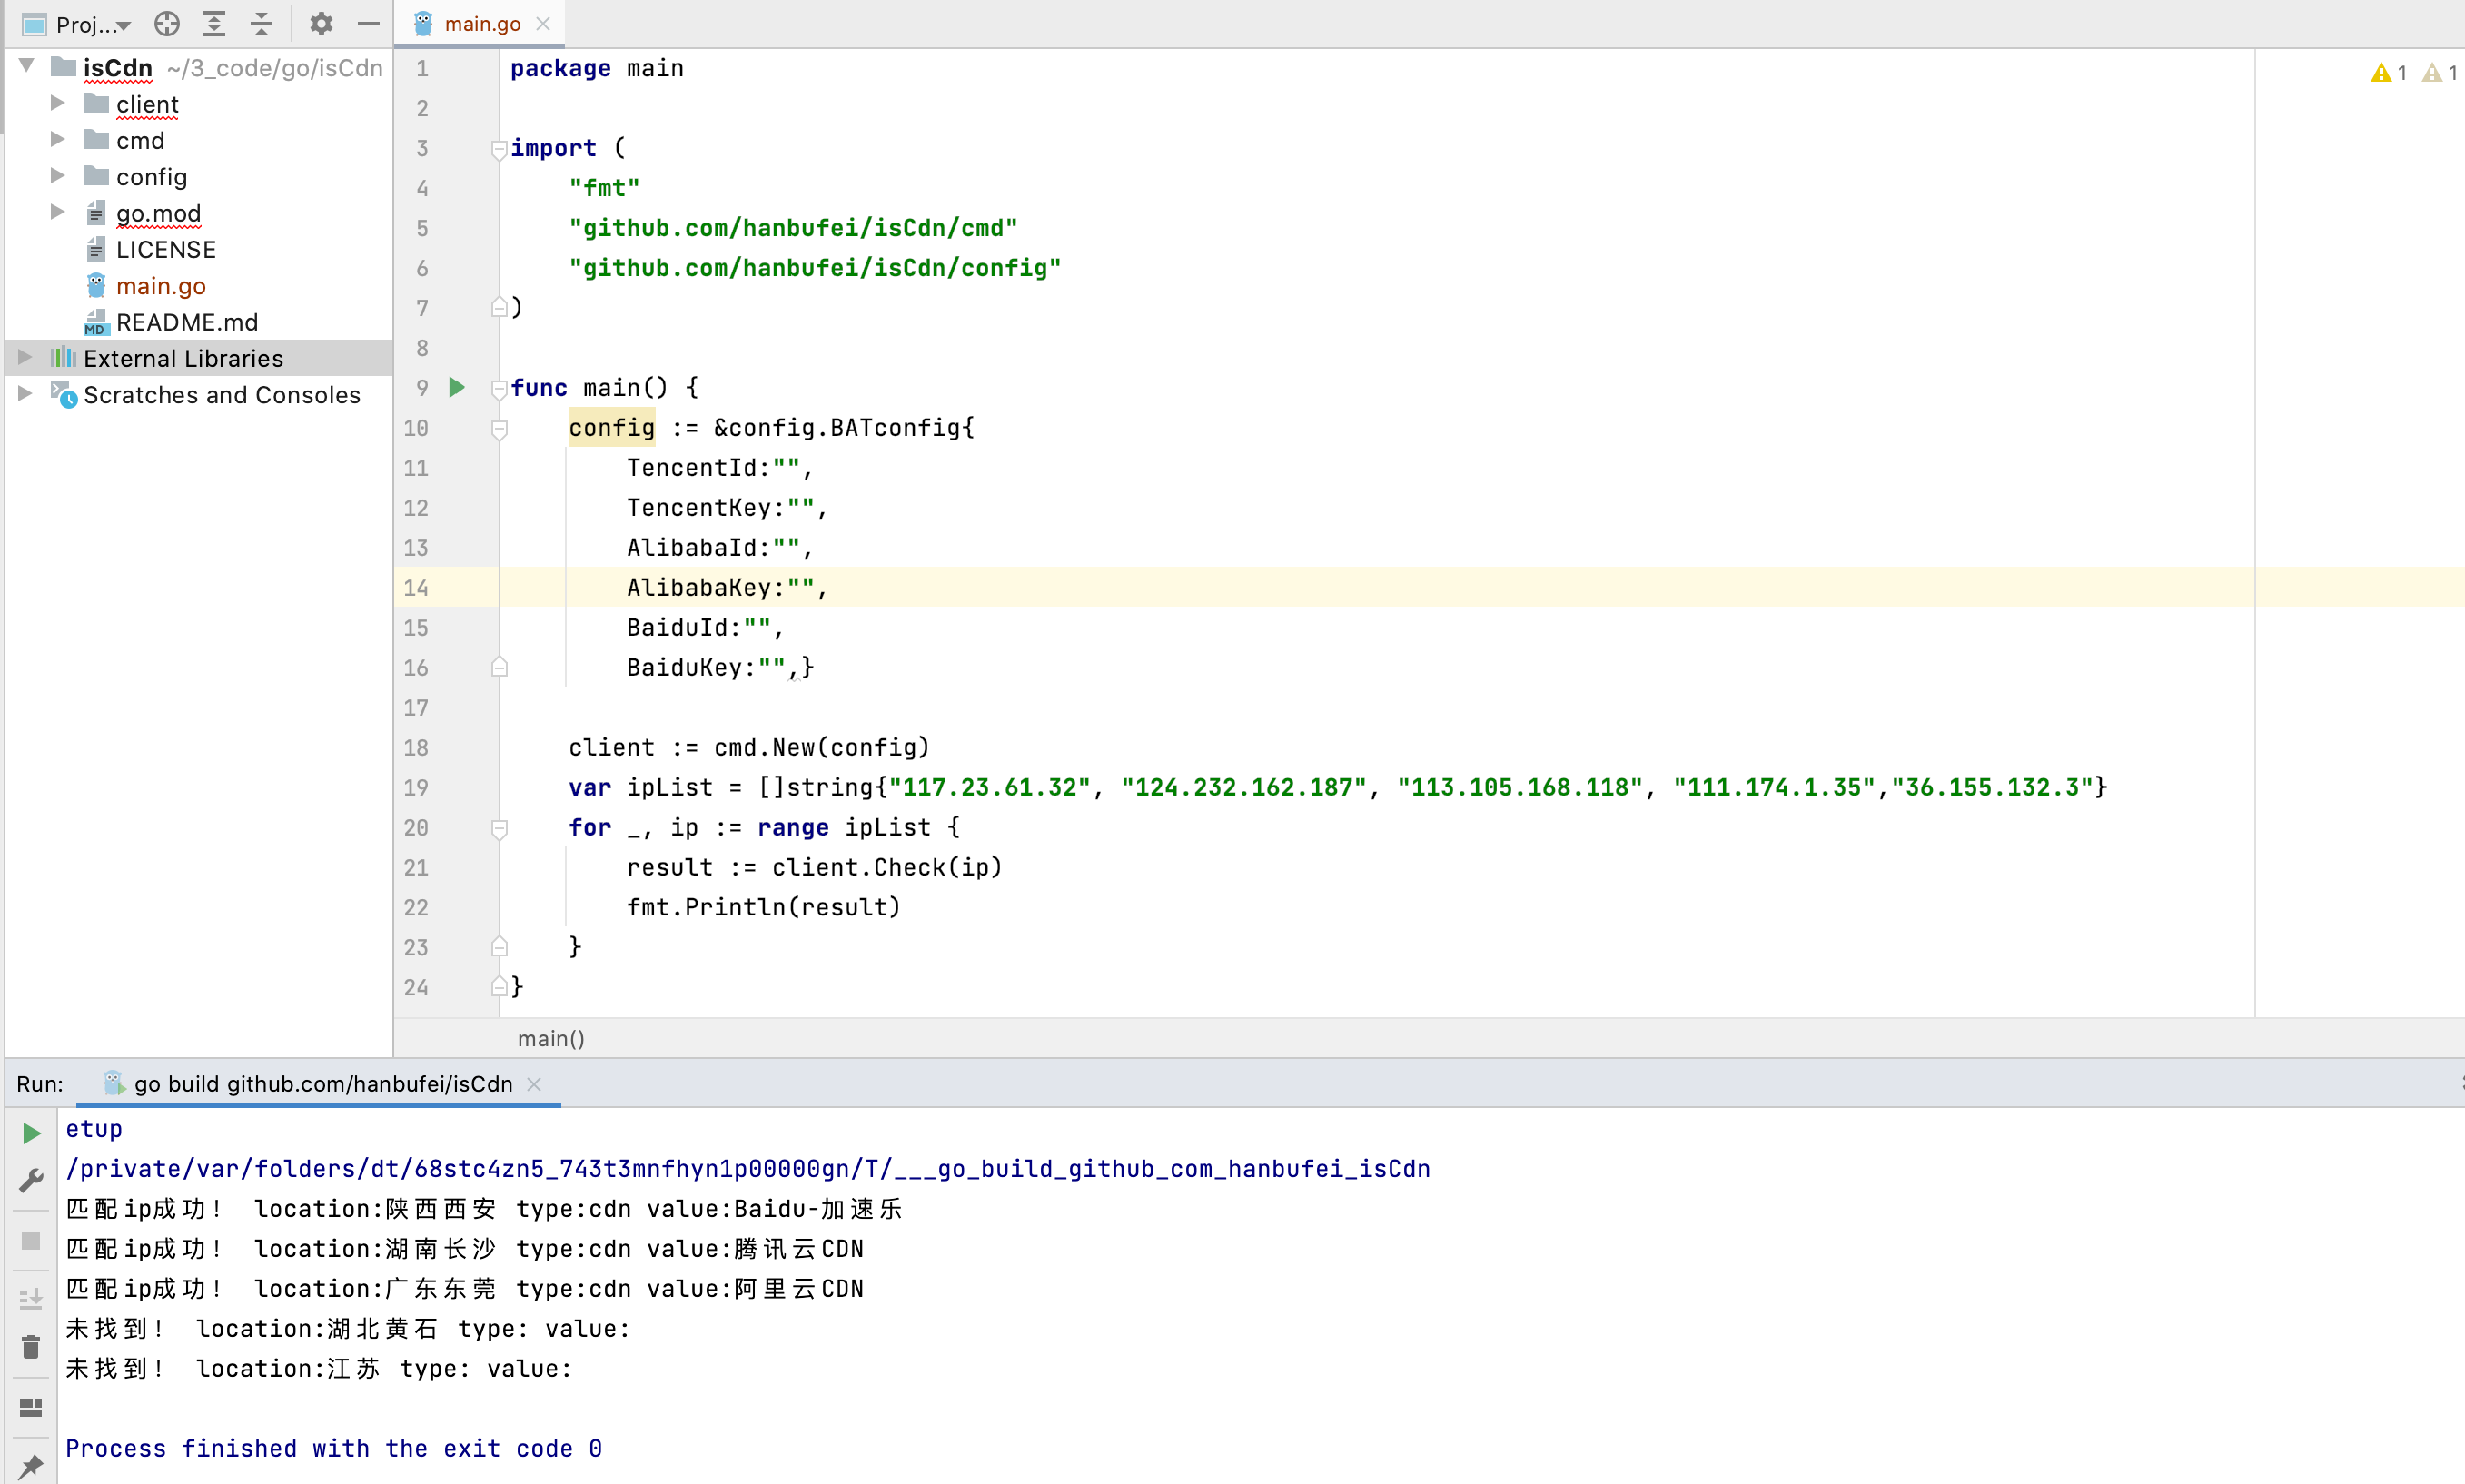 Proj...
main.go
isCdn ~/3_code/go/isCdn
client
cmd
config
go.mod
LICENSE
main.go
MD README.md
External Libraries
Scratches and Consoles
1 1
1 package main
2
3 import (
4 "fmt"
5 "github.com/hanbufei/isCdn/cmd"
6 "github.com/hanbufei/isCdn/config"
7 )
8
9 func main() {
10 config := &config.BATconfig{
11 TencentId:"",
12 TencentKey:"",
13 AlibabaId:"",
14 AlibabaKey:"",
15 BaiduId:"",
16 BaiduKey:"",}
17
18 client := cmd.New(config)
19 var ipList = []string{"117.23.61.32", "124.232.162.187", "113.105.168.118", "111.174.1.35","36.155.132.3"}
20 for _, ip := range ipList {
21 result := client.Check(ip)
22 fmt.Println(result)
23 }
24 }
main()
Run: go build github.com/hanbufei/isCdn
etup
/private/var/folders/dt/68stc4zn5_743t3mnfhyn1p00000gn/T/___go_build_github_com_hanbufei_isCdn
匹配ip成功! location:陕西西安 type:cdn value:Baidu-加速乐
匹配ip成功! location:湖南长沙 type:cdn value:腾讯云CDN
匹配ip成功! location:广东东莞 type:cdn value:阿里云CDN
未找到! location:湖北黄石 type: value:
未找到! location:江苏 type: value:
Process finished with the exit code 0